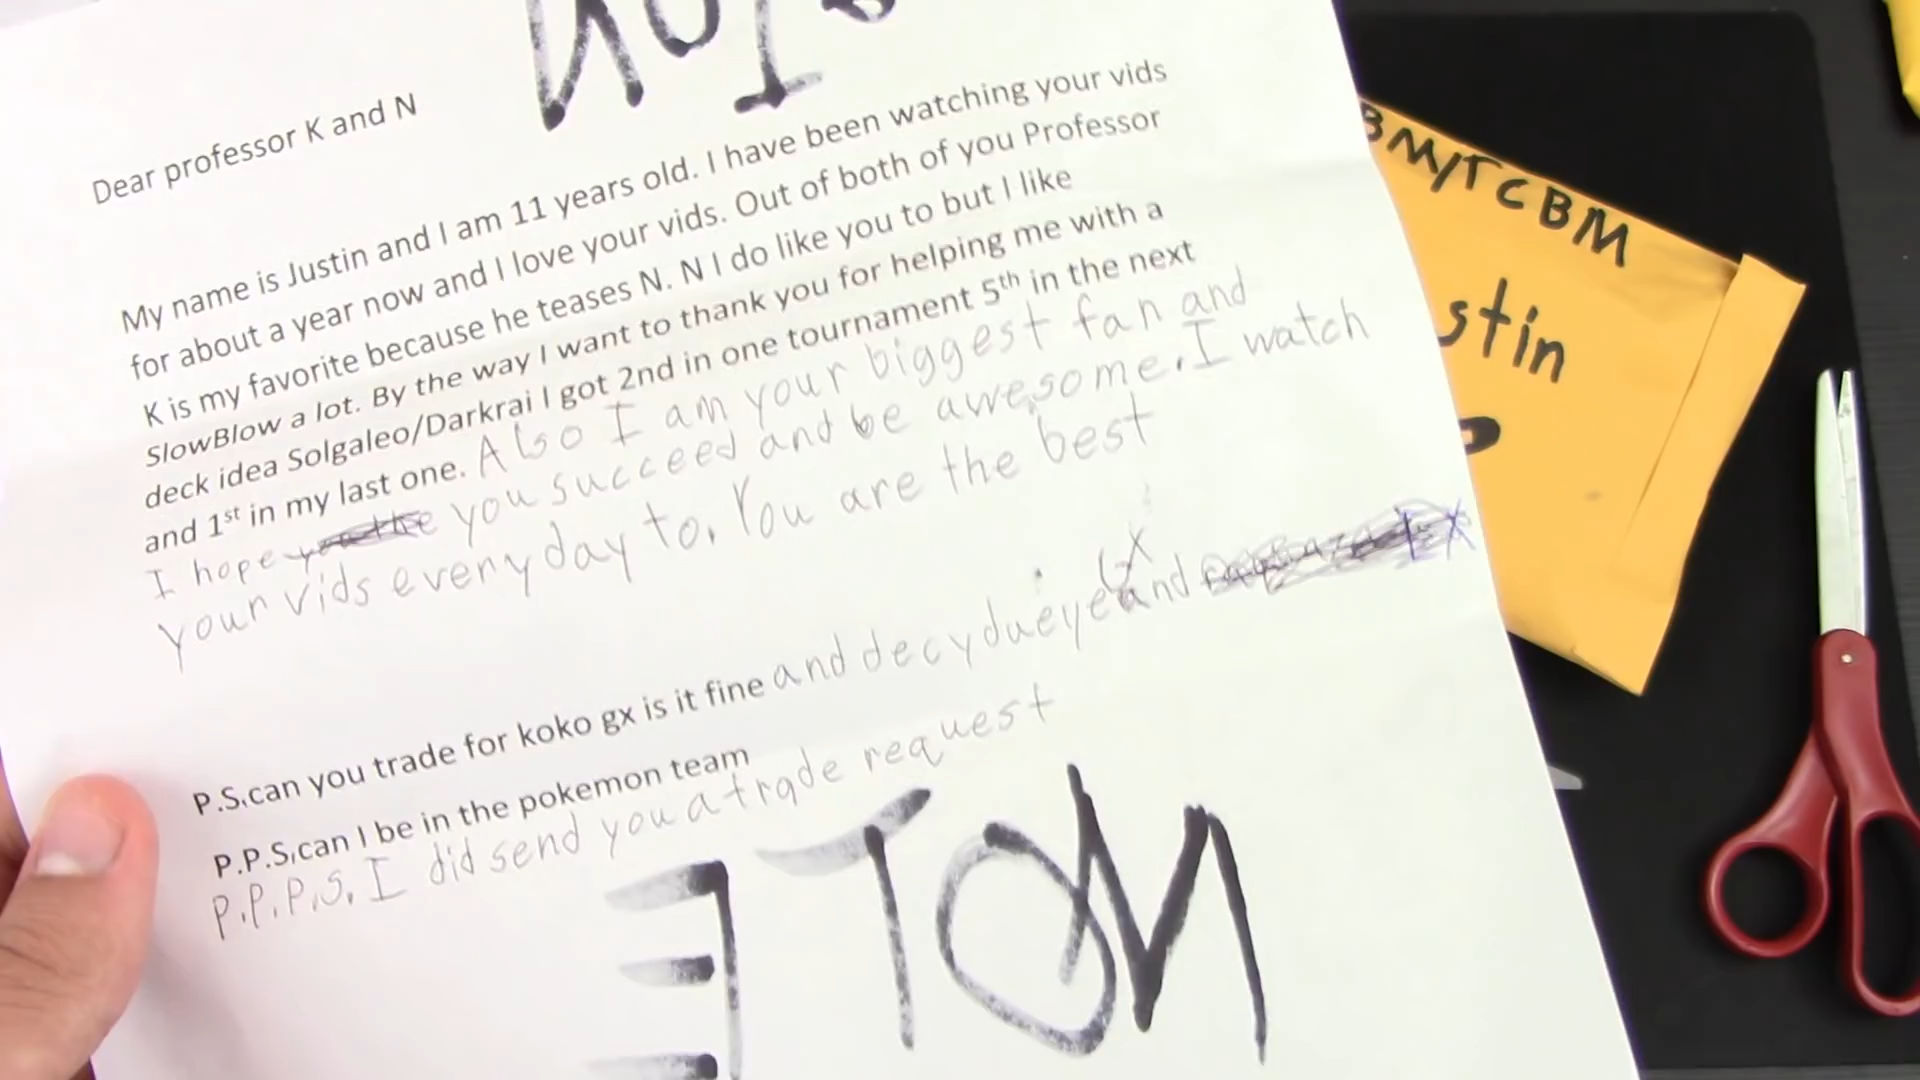 Dear professor K and N
My name is Justin and I am 11 years old. I have been watching your vids
for about a year now and I love your vids. Out of both of you Professor
K is my favorite because he teases N. N I do like you to but I like
SlowBlow a lot. By the way I want to thank you for helping me with a
deck idea Solgaleo/Darkrai I got 2nd in one tournament 5th in the next
and 1st in my last one. Also I am your biggest fan and
I hope you succeed and be awesome. I watch
your vids everyday to. You are the best
P.S.can you trade for koko gx is it fine and decydueye GX and
P.P.S.can I be in the pokemon team
P.P.P.S. I did send you a trade request
BM/TCBM
stin